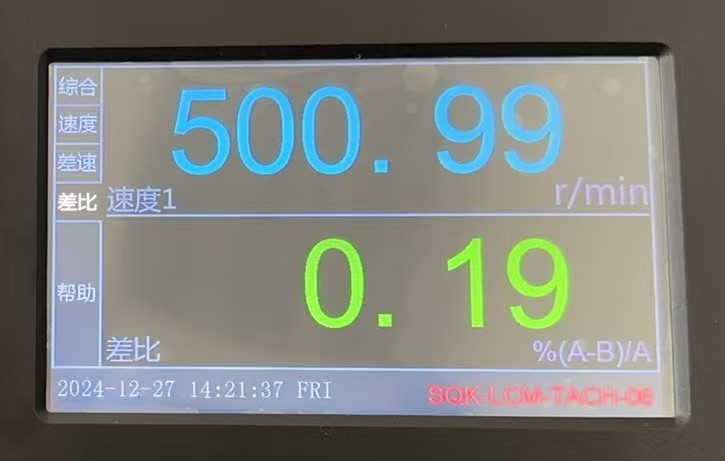 综合
速度
差速
差比
帮助
500.99
速度1 r/min
0.19
差比 %(A-B)/A
2024-12-27 14:21:37 FRI SQK-LCM-TACH-06